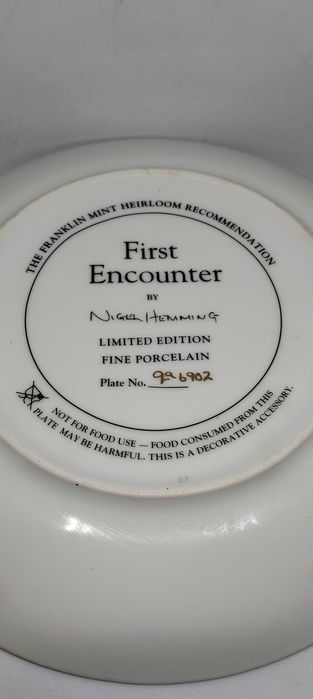 THE FRANKLIN MINT HEIRLOOM RECOMMENDATION
First
Encounter
BY
NIGEL HEMMING
LIMITED EDITION
FINE PORCELAIN
Plate No. 9a6902
NOT FOR FOOD USE — FOOD CONSUMED FROM THIS
PLATE MAY BE HARMFUL. THIS IS A DECORATIVE ACCESSORY.
27